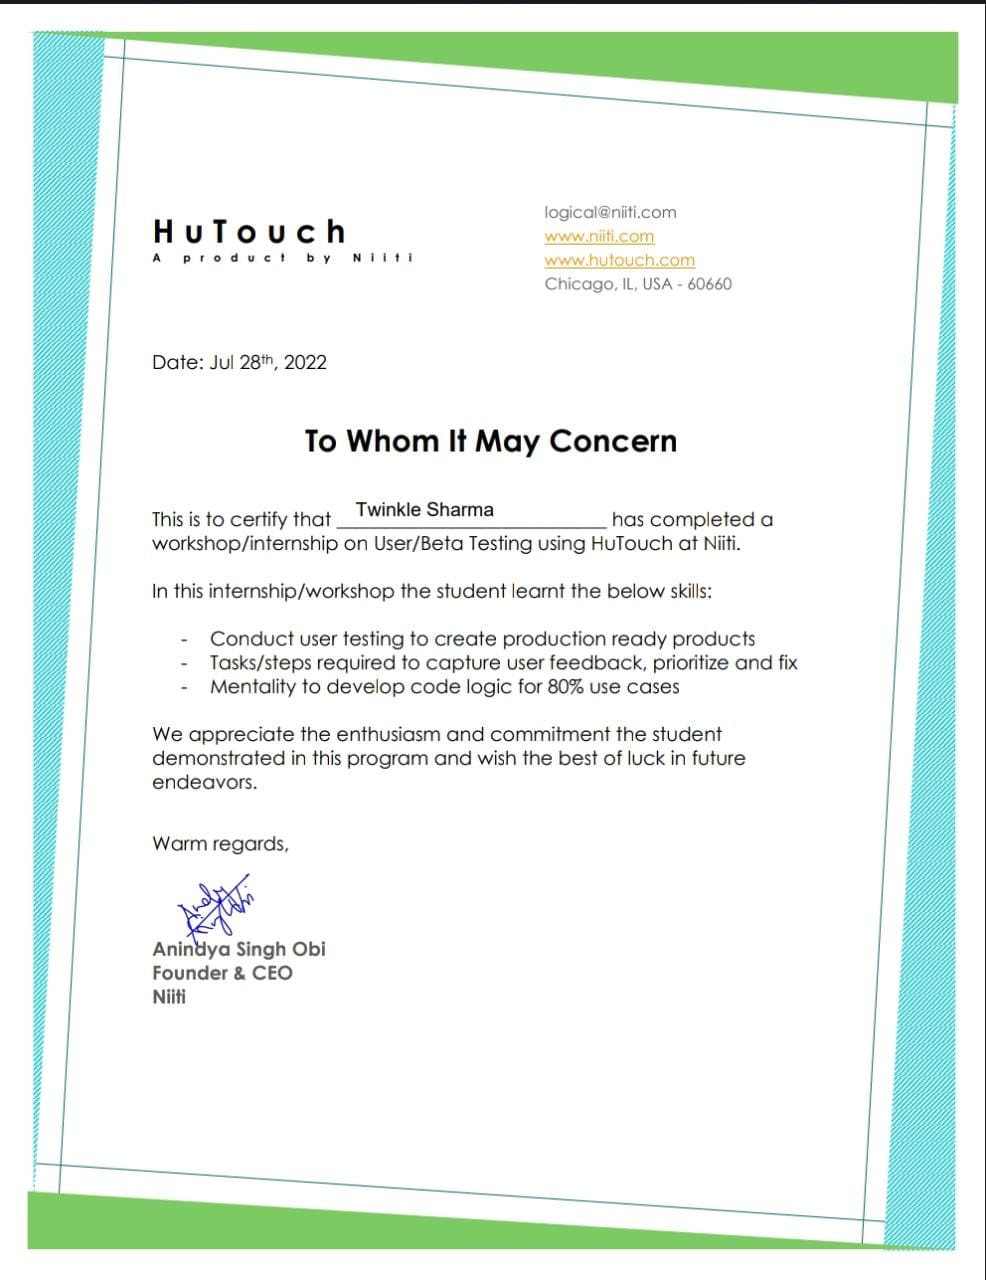 HuTouch
A product by Niiti
logical@niiti.com
www.niiti.com
www.hutouch.com
Chicago, IL, USA - 60660
Date: Jul 28th, 2022
To Whom It May Concern
This is to certify that Twinkle Sharma has completed a
workshop/internship on User/Beta Testing using HuTouch at Niiti.
In this internship/workshop the student learnt the below skills:
- Conduct user testing to create production ready products
- Tasks/steps required to capture user feedback, prioritize and fix
- Mentality to develop code logic for 80% use cases
We appreciate the enthusiasm and commitment the student
demonstrated in this program and wish the best of luck in future
endeavors.
Warm regards,
Anindya Singh Obi
Founder & CEO
Niiti